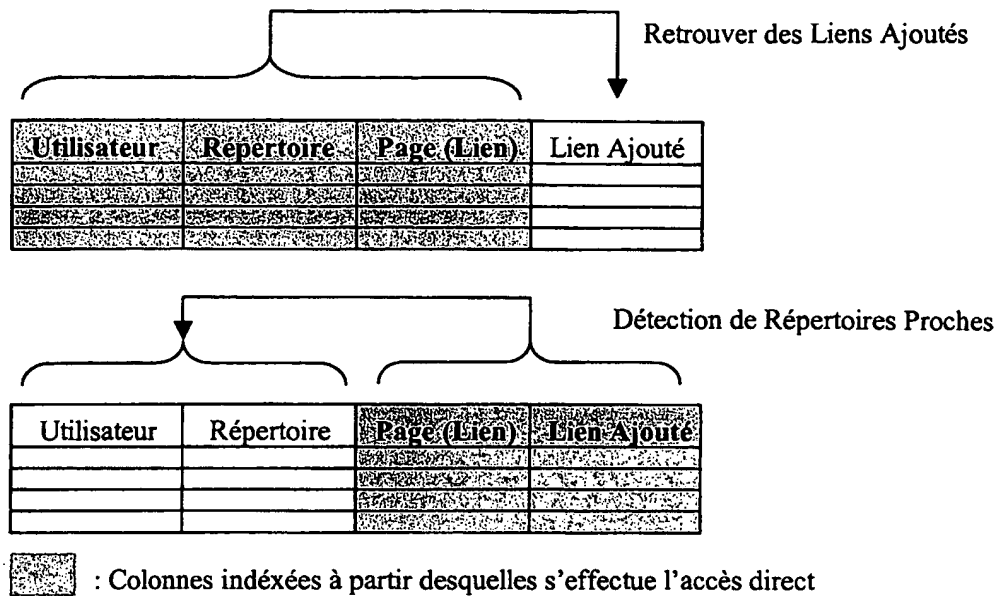 Retrouver des Liens Ajoutés
Utilisateur Répertoire Page (Lien) Lien Ajouté
Détection de Répertoires Proches
Utilisateur Répertoire Page (Lien) Lien Ajouté
: Colonnes indéxées à partir desquelles s'effectue l'accès direct